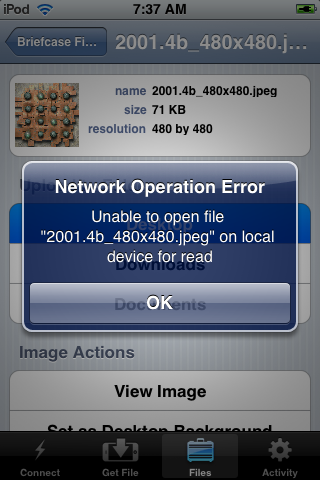 iPod 7:37 AM
Briefcase Fi... 2001.4b_480x480.j...
name 2001.4b_480x480.jpeg
size 71 KB
resolution 480 by 480
Network Operation Error
Unable to open file
"2001.4b_480x480.jpeg" on local
device for read
Desktop
Downloads
OK
Documents
Image Actions
View Image
Set as Desktop Background
Connect Get File Files Activity